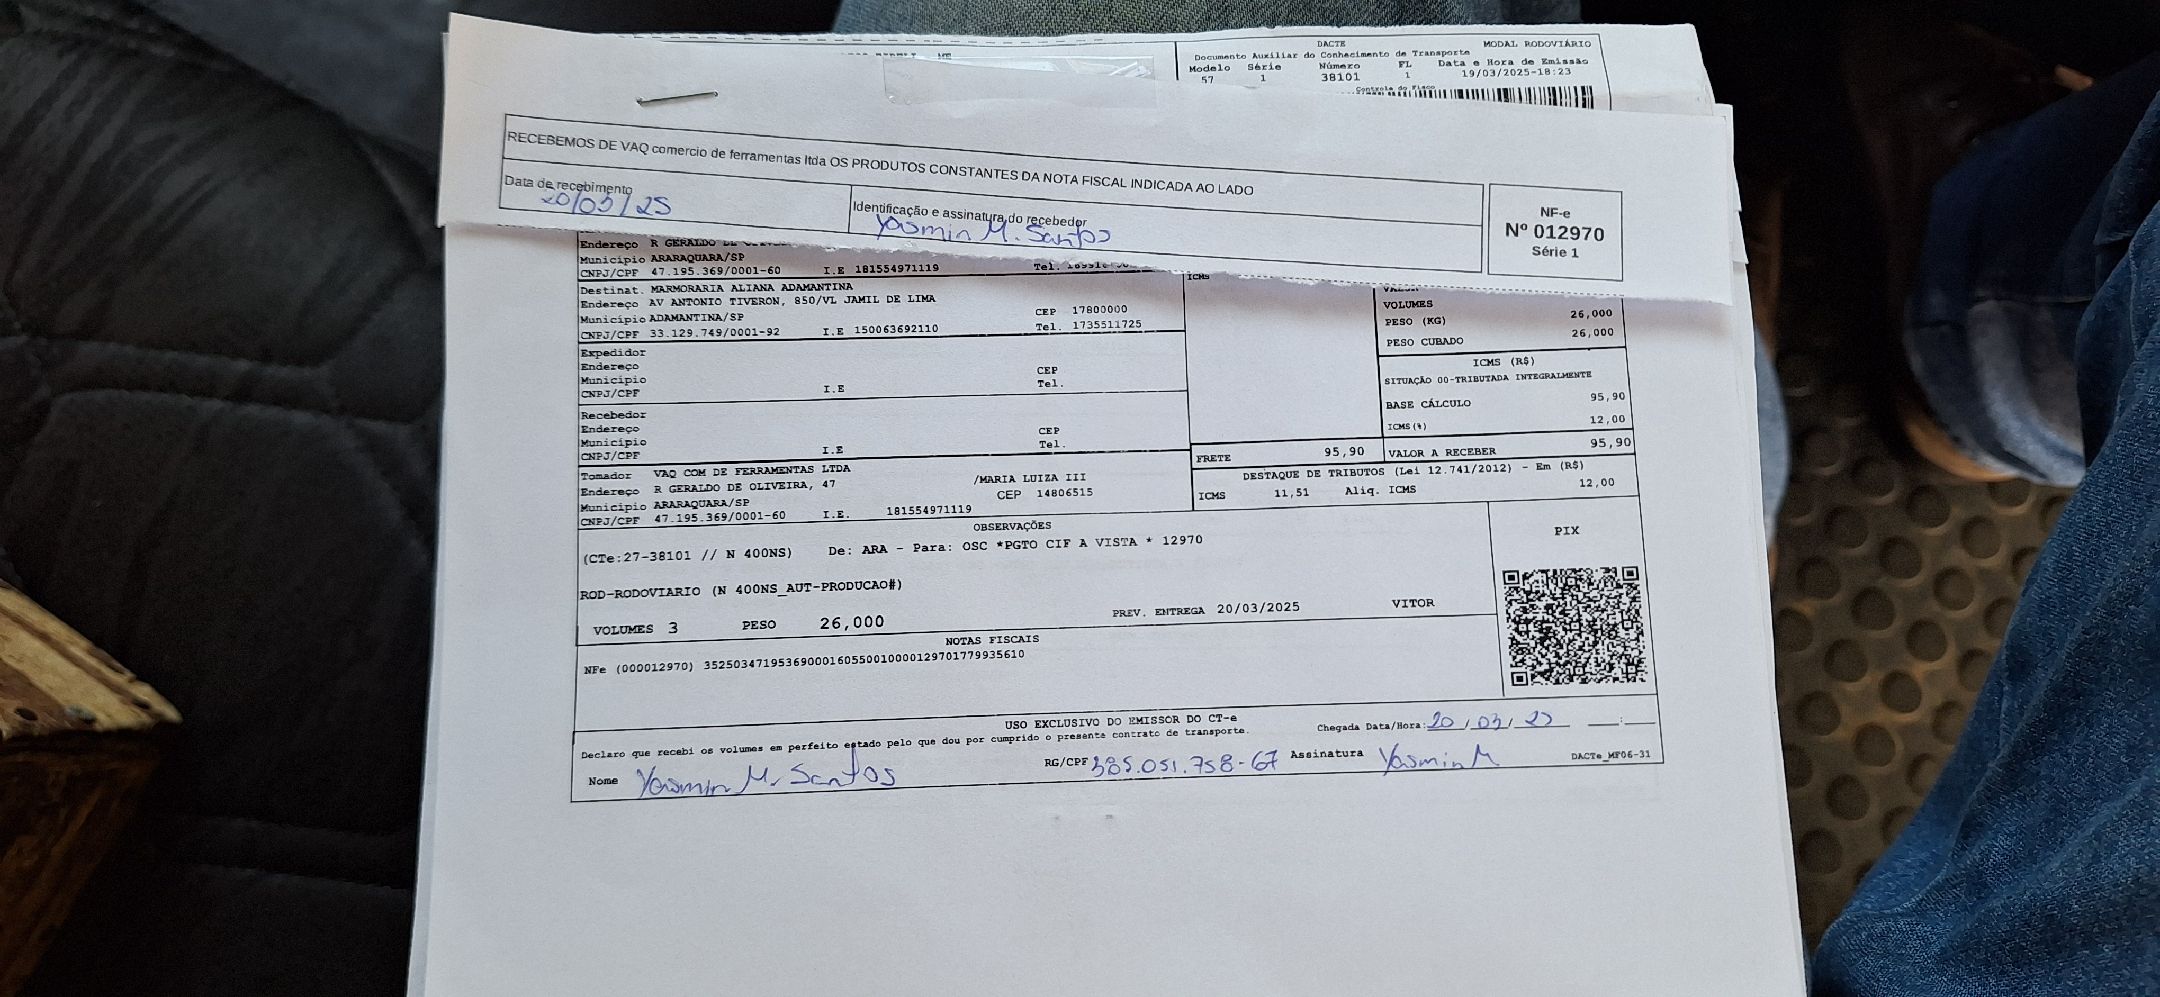 DACTE MODAL RODOVIÁRIO
Documento Auxiliar do Conhecimento de Transporte
Modelo Série Número FL Data e Hora de Emissão
57 1 38101 1 19/03/2025-18:23
Controle do Fisco
RECEBEMOS DE VAQ comercio de ferramentas ltda OS PRODUTOS CONSTANTES DA NOTA FISCAL INDICADA AO LADO
Data de recebimento
20/03/25
Identificação e assinatura do recebedor
Yasmin M. Santos
NF-e
Nº 012970
Série 1
Endereço R GERALDO DE
Município ARARAQUARA/SP
CNPJ/CPF 47.195.369/0001-60 I.E 181554971119 Tel.
Destinat. MARMORARIA ALIANA ADAMANTINA
Endereço AV ANTONIO TIVERON, 850/VL JAMIL DE LIMA
Município ADAMANTINA/SP CEP 17800000
CNPJ/CPF 33.129.749/0001-92 I.E 150063692110 Tel. 1735511725
Expedidor
Endereço
Município CEP
CNPJ/CPF I.E Tel.
Recebedor
Endereço
Município CEP
CNPJ/CPF I.E Tel.
Tomador VAQ COM DE FERRAMENTAS LTDA
Endereço R GERALDO DE OLIVEIRA, 47 /MARIA LUIZA III
Município ARARAQUARA/SP CEP 14806515
CNPJ/CPF 47.195.369/0001-60 I.E. 181554971119
ICMS
VOLUMES
PESO (KG) 26,000
PESO CUBADO 26,000
ICMS (R$)
SITUAÇÃO 00-TRIBUTADA INTEGRALMENTE
BASE CÁLCULO 95,90
ICMS(%) 12,00
FRETE 95,90 VALOR A RECEBER 95,90
DESTAQUE DE TRIBUTOS (Lei 12.741/2012) - Em (R$)
ICMS 11,51 Aliq. ICMS 12,00
OBSERVAÇÕES
(CTe:27-38101 // N 400NS) De: ARA - Para: OSC *PGTO CIF A VISTA * 12970
ROD-RODOVIARIO (N 400NS_AUT-PRODUCAO#)
VOLUMES 3 PESO 26,000 PREV. ENTREGA 20/03/2025 VITOR
PIX
NOTAS FISCAIS
NFe (000012970) 35250347195369000160550010000129701779935610
USO EXCLUSIVO DO EMISSOR DO CT-e
Declaro que recebi os volumes em perfeito estado pelo que dou por cumprido o presente contrato de transporte.
Chegada Data/Hora: 20/03/25 __:__
Nome Yasmin M. Santos RG/CPF 385.051.758-67 Assinatura Yasmin M
DACTe_MF06-31